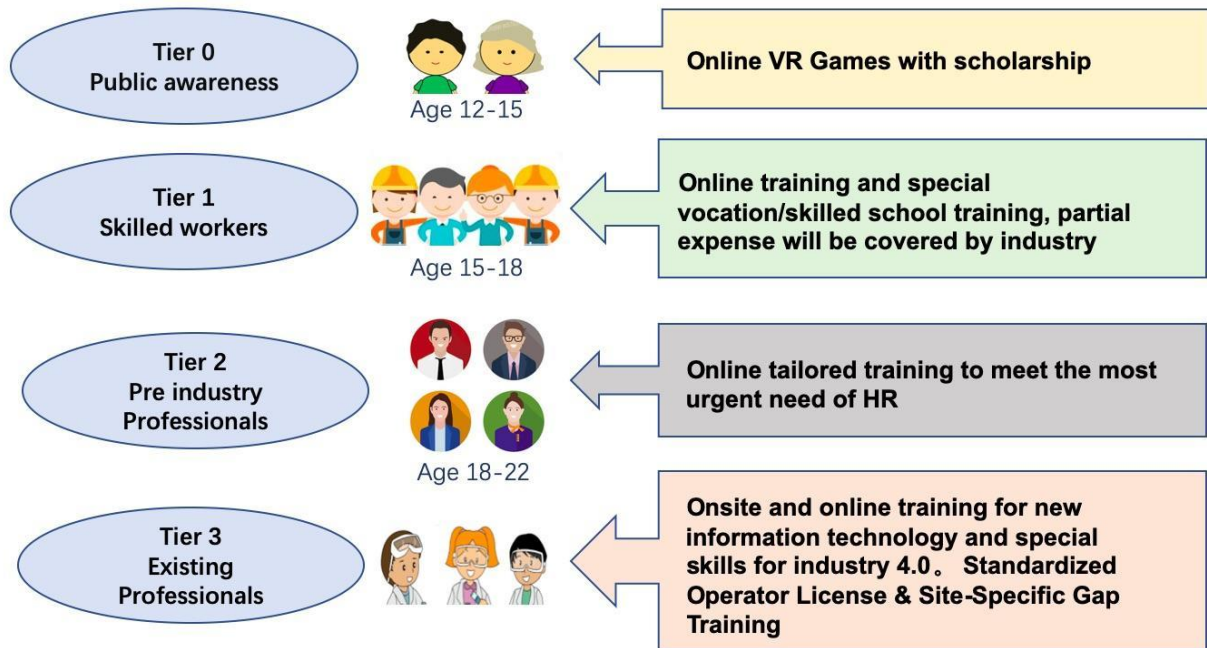 Tier 0
Public awareness
Age 12-15
Online VR Games with scholarship
Tier 1
Skilled workers
Age 15-18
Online training and special
vocation/skilled school training, partial
expense will be covered by industry
Tier 2
Pre industry
Professionals
Age 18-22
Online tailored training to meet the most
urgent need of HR
Tier 3
Existing
Professionals
Onsite and online training for new
information technology and special
skills for industry 4.0。 Standardized
Operator License & Site-Specific Gap
Training